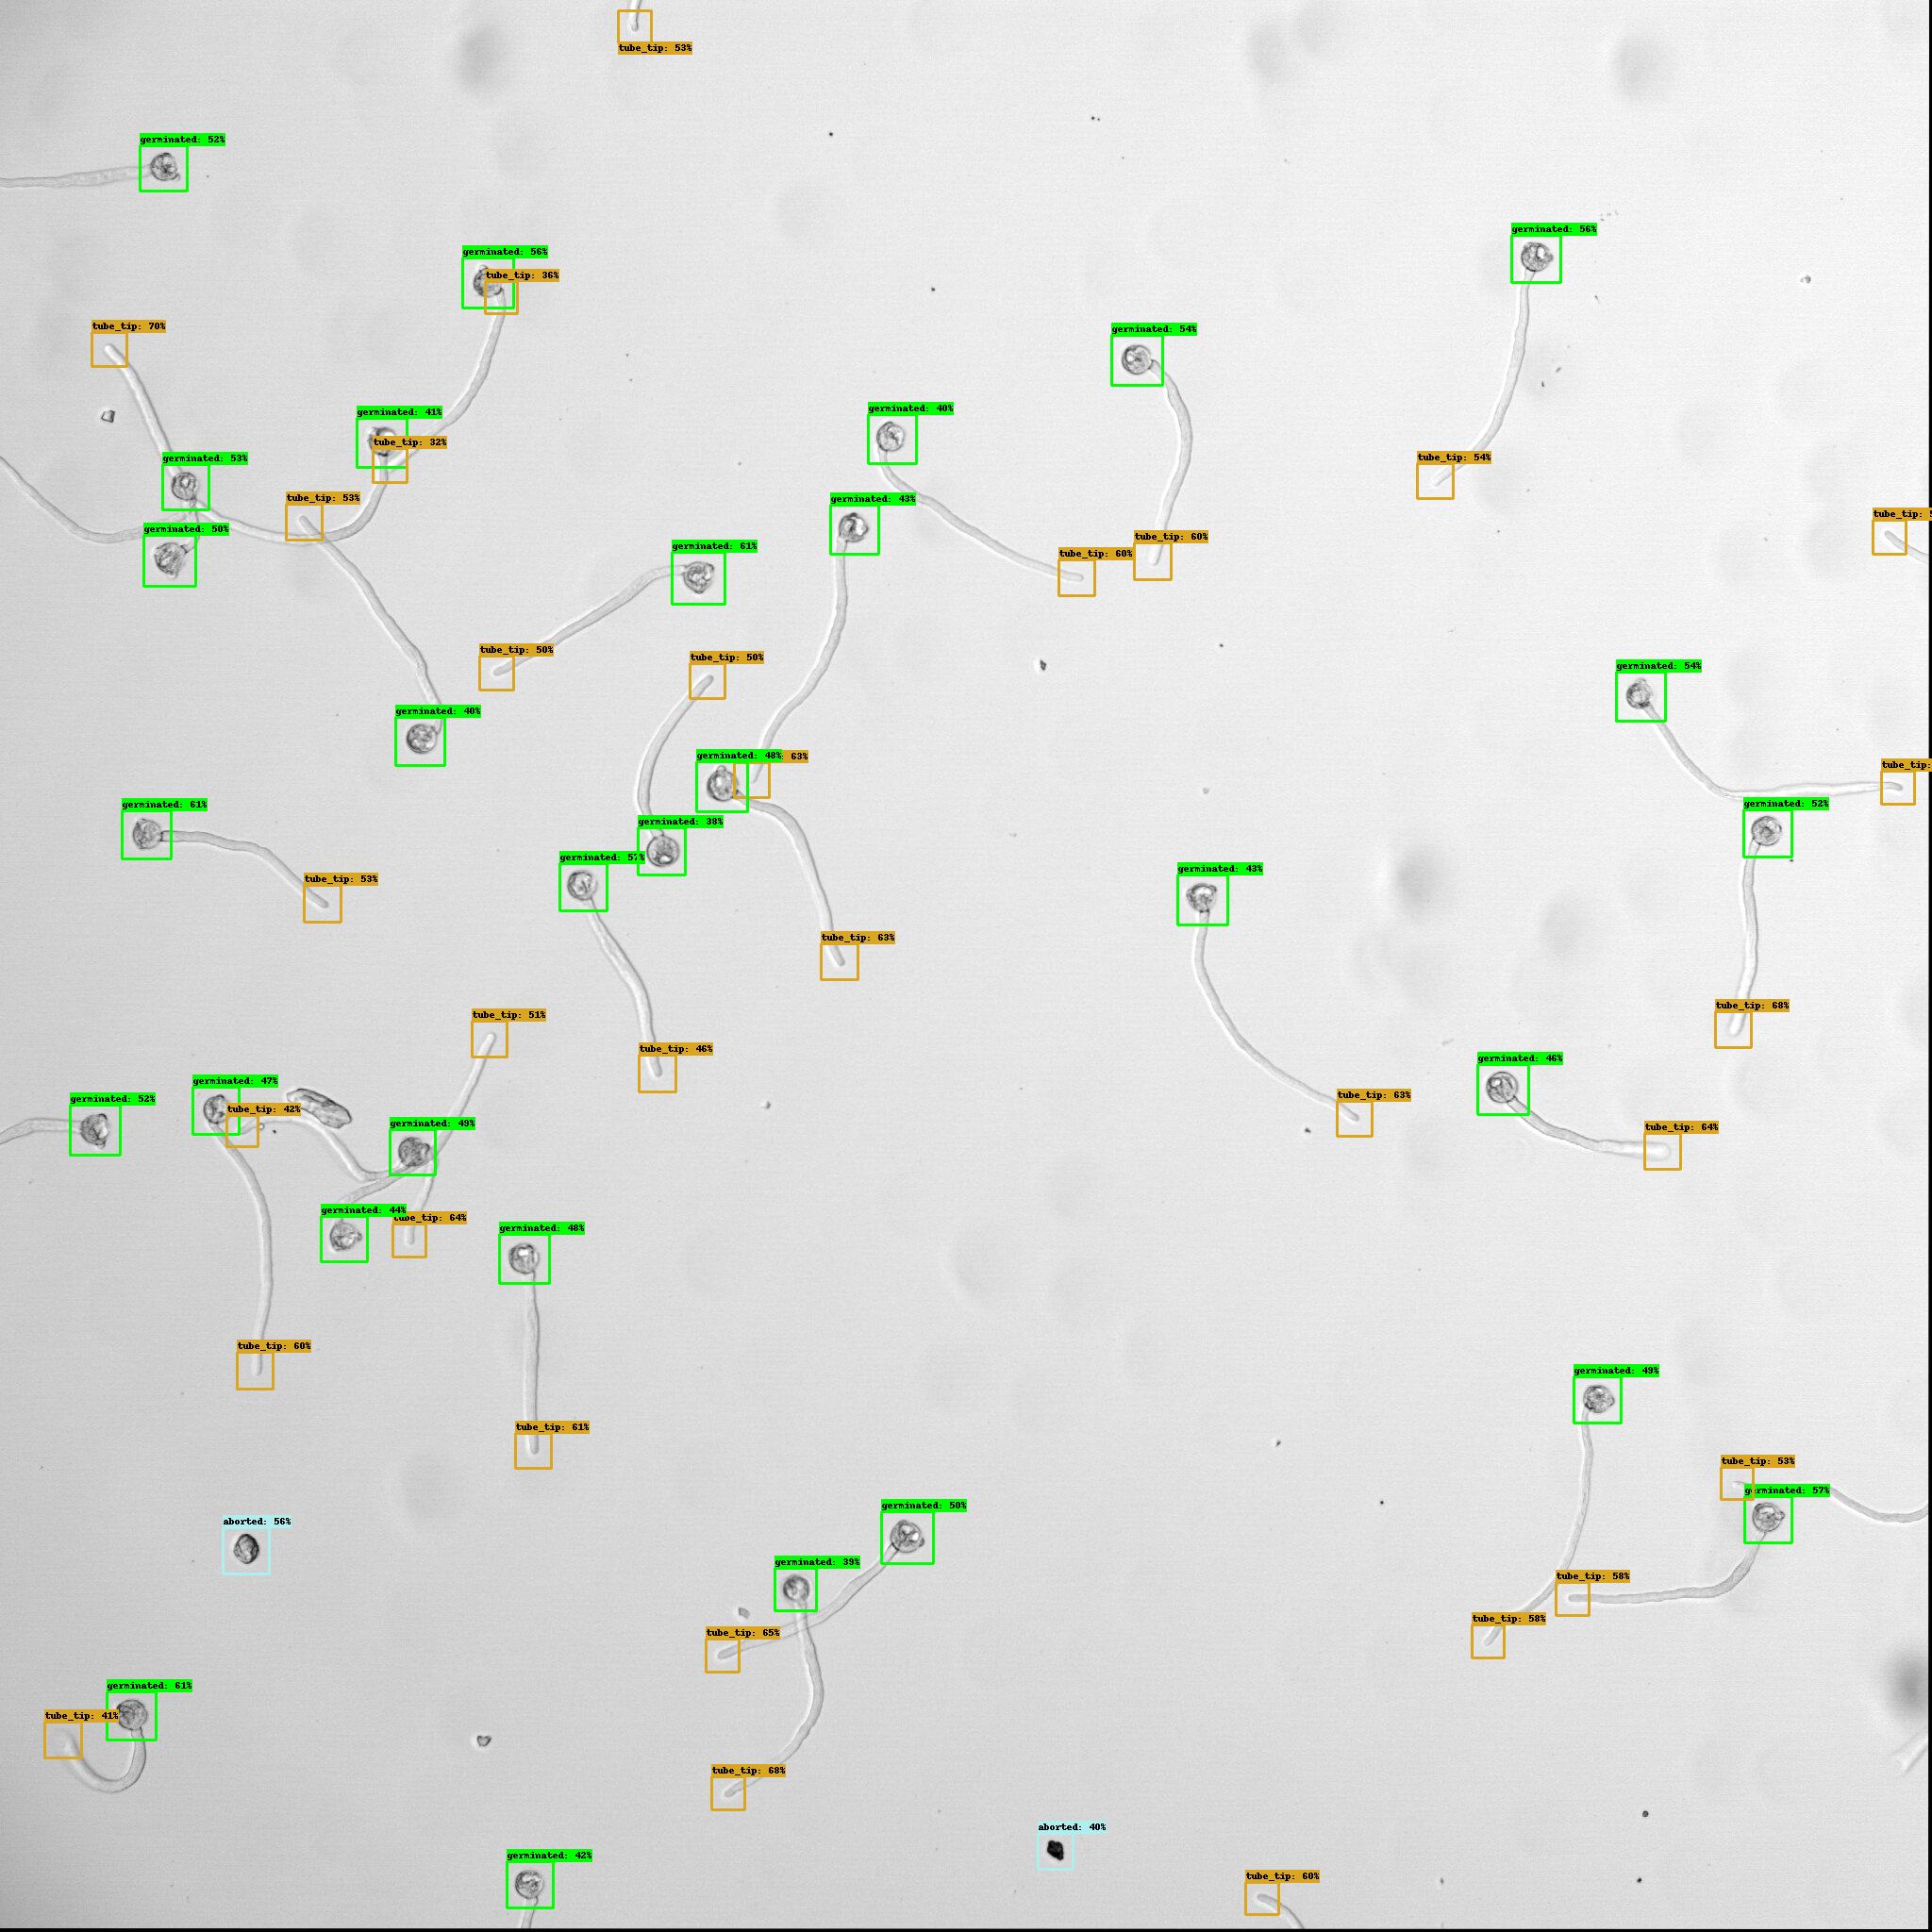 tube_tip: 53%
germinated: 52%
germinated: 56%
germinated: 56%
tube_tip: 36%
tube_tip: 70%
germinated: 54%
germinated: 40%
germinated: 41%
tube_tip: 32%
germinated: 53%
tube_tip: 54%
tube_tip: 53%
germinated: 43%
tube_tip:
germinated: 50%
tube_tip: 60%
germinated: 61%
tube_tip: 60%
tube_tip: 50%
tube_tip: 50%
germinated: 54%
germinated: 40%
germinated: 48%
63%
tube_tip:
germinated: 61%
germinated: 52%
germinated: 38%
germinated: 57%
germinated: 43%
tube_tip: 53%
tube_tip: 63%
tube_tip: 68%
tube_tip: 51%
tube_tip: 46%
germinated: 46%
germinated: 47%
germinated: 52%
tube_tip: 63%
tube_tip: 42%
germinated: 49%
tube_tip: 64%
germinated: 44%
tube_tip: 64%
germinated: 48%
tube_tip: 60%
germinated: 49%
tube_tip: 61%
tube_tip: 53%
germinated: 57%
germinated: 50%
aborted: 56%
germinated: 39%
tube_tip: 58%
tube_tip: 58%
tube_tip: 65%
germinated: 61%
tube_tip: 41%
tube_tip: 68%
aborted: 40%
germinated: 42%
tube_tip: 60%